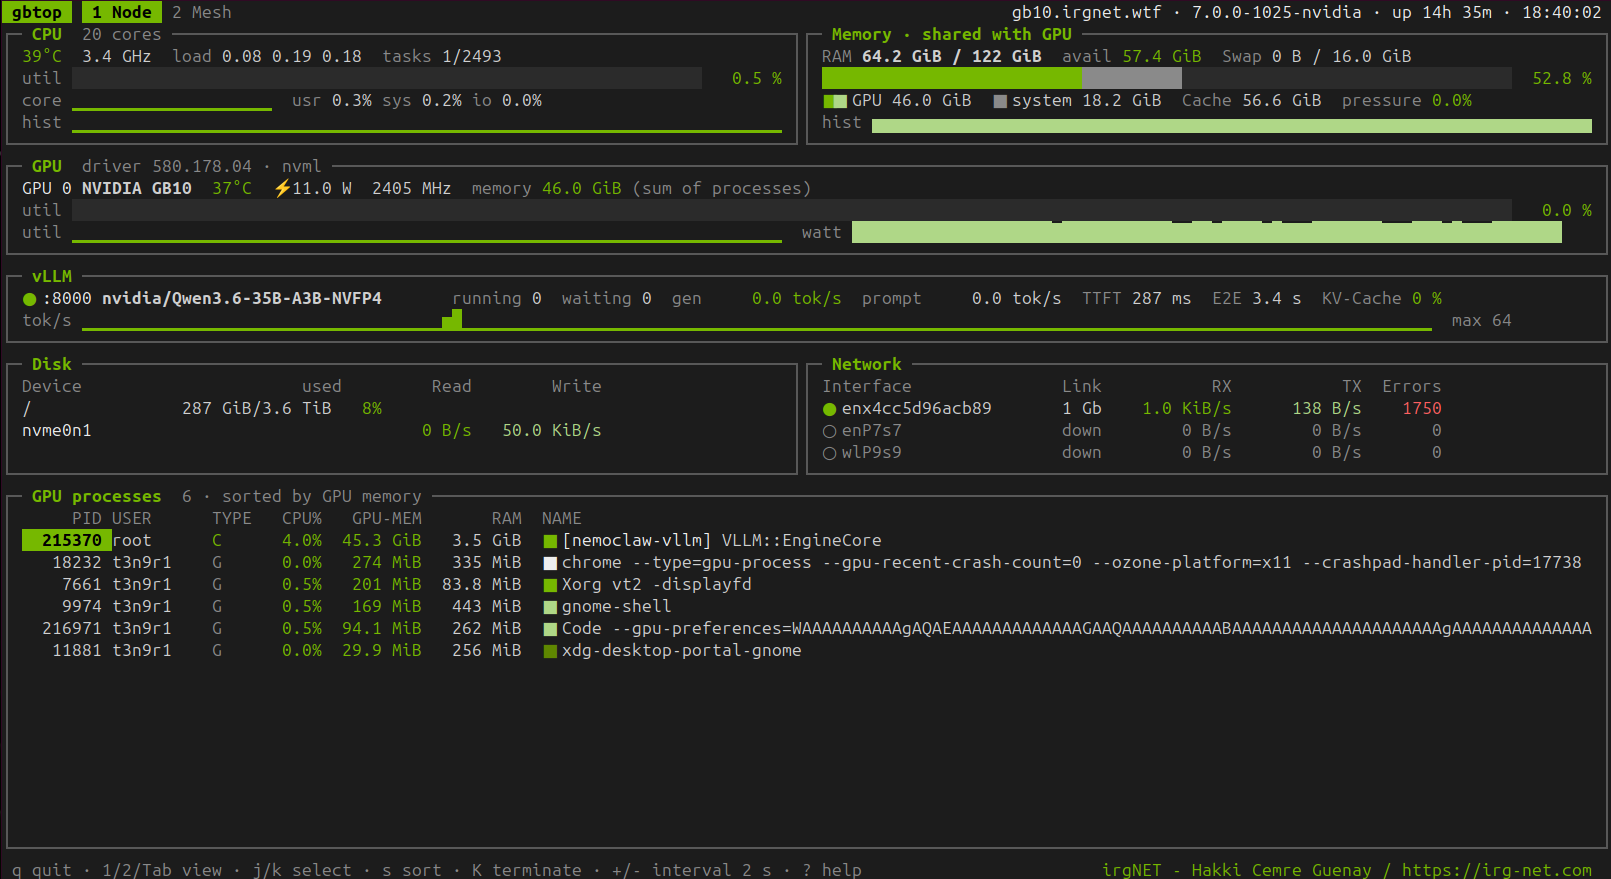 gbtop 1 Node 2 Mesh gb10.irgnet.wtf · 7.0.0-1025-nvidia · up 14h 35m · 18:40:02
CPU 20 cores
39°C 3.4 GHz load 0.08 0.19 0.18 tasks 1/2493
util 0.5 %
core usr 0.3% sys 0.2% io 0.0%
hist
Memory · shared with GPU
RAM 64.2 GiB / 122 GiB avail 57.4 GiB Swap 0 B / 16.0 GiB
52.8 %
GPU 46.0 GiB system 18.2 GiB Cache 56.6 GiB pressure 0.0%
hist
GPU driver 580.178.04 · nvml
GPU 0 NVIDIA GB10 37°C ⚡11.0 W 2405 MHz memory 46.0 GiB (sum of processes)
util 0.0 %
util watt
vLLM
:8000 nvidia/Qwen3.6-35B-A3B-NVFP4 running 0 waiting 0 gen 0.0 tok/s prompt 0.0 tok/s TTFT 287 ms E2E 3.4 s KV-Cache 0 %
tok/s max 64
Disk
Device used Read Write
/ 287 GiB/3.6 TiB 8%
nvme0n1 0 B/s 50.0 KiB/s
Network
Interface Link RX TX Errors
enx4cc5d96acb89 1 Gb 1.0 KiB/s 138 B/s 1750
enP7s7 down 0 B/s 0 B/s 0
wlP9s9 down 0 B/s 0 B/s 0
GPU processes 6 · sorted by GPU memory
PID USER TYPE CPU% GPU-MEM RAM NAME
215370 root C 4.0% 45.3 GiB 3.5 GiB [nemoclaw-vllm] VLLM::EngineCore
18232 t3n9r1 G 0.0% 274 MiB 335 MiB chrome --type=gpu-process --gpu-recent-crash-count=0 --ozone-platform=x11 --crashpad-handler-pid=17738
7661 t3n9r1 G 0.5% 201 MiB 83.8 MiB Xorg vt2 -displayfd
9974 t3n9r1 G 0.5% 169 MiB 443 MiB gnome-shell
216971 t3n9r1 G 0.5% 94.1 MiB 262 MiB Code --gpu-preferences=WAAAAAAAAAAgAQAEAAAAAAAAAAAAAGAAQAAAAAAAAAABAAAAAAAAAAAAAAAAAAAAAgAAAAAAAAAAAAAA
11881 t3n9r1 G 0.0% 29.9 MiB 256 MiB xdg-desktop-portal-gnome
q quit · 1/2/Tab view · j/k select · s sort · K terminate · +/- interval 2 s · ? help irgNET - Hakki Cemre Guenay / https://irg-net.com